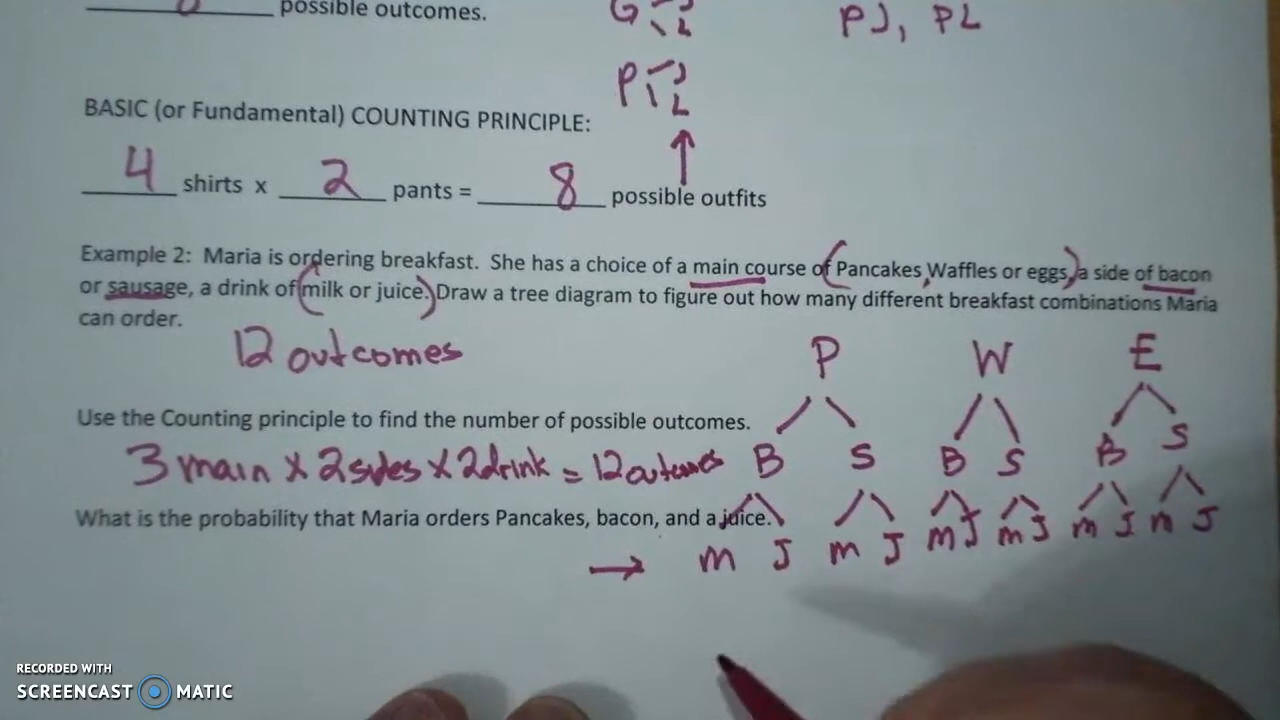 possible outcomes.
G J L
PJ, PL
P J L
BASIC (or Fundamental) COUNTING PRINCIPLE:
4 shirts x 2 pants = 8 possible outfits
Example 2: Maria is ordering breakfast. She has a choice of a main course of (Pancakes, Waffles or eggs,) a side of bacon
or sausage, a drink of (milk or juice.) Draw a tree diagram to figure out how many different breakfast combinations Maria
can order.
12 outcomes
P W E
Use the Counting principle to find the number of possible outcomes.
B S B S B S
3 main x 2 sides x 2 drink = 12 outcomes
What is the probability that Maria orders Pancakes, bacon, and a juice.
→ m J m J m J m J m J m J
RECORDED WITH
SCREENCAST MATIC